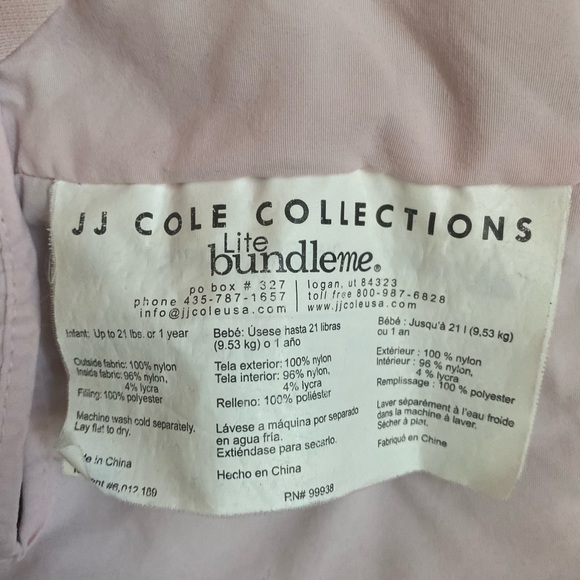 JJ COLE COLLECTIONS
Lite
bundleme®
po box # 327 | logan, ut 84323
phone 435-787-1657 | toll free 800-987-6828
info@jjcoleusa.com | www.jjcoleusa.com
Infant: Up to 21 lbs. or 1 year
Outside fabric: 100% nylon
Inside fabric: 96% nylon,
4% lycra
Filling: 100% polyester
Machine wash cold separately.
Lay flat to dry.
in China
#6,012,189
Bebé: Úsese hasta 21 libras
(9.53 kg) o 1 año
Tela exterior: 100% nylon
Tela interior: 96% nylon,
4% lycra
Relleno: 100% poliéster
Lávese a máquina por separado
en agua fría.
Extiéndase para secarlo.
Hecho en China
P.N# 99938
Bébé : Jusqu'à 21 l (9,53 kg)
ou 1 an
Extérieur : 100 % nylon
Intérieur : 96 % nylon,
4 % lycra
Remplissage : 100 % polyester
Laver séparément à l'eau froide
dans la machine à laver.
Sécher à plat.
Fabriqué en Chine